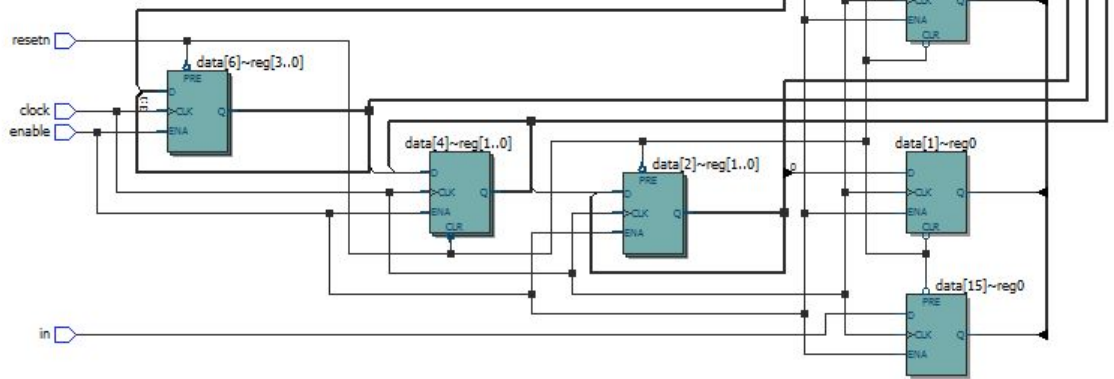 CLK
ENA
CLR
resetn
data[6]~reg[3..0]
PRE
D
>CLK
Q
ENA
clock
enable
data[4]~reg[1..0]
D
>CLK
Q
ENA
CLR
data[2]~reg[1..0]
PRE
D
>CLK
Q
ENA
0
data[1]~reg0
D
>CLK
Q
ENA
CLR
data[15]~reg0
PRE
D
>CLK
Q
ENA
in